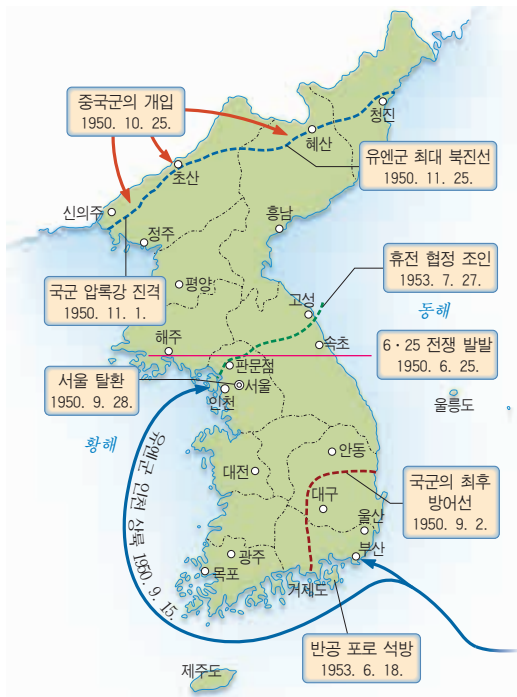 중국군의 개입
1950. 10. 25.
청진
혜산
유엔군 최대 북진선
1950. 11. 25.
초산
신의주
흥남
정주
휴전 협정 조인
1953. 7. 27.
국군 압록강 진격
1950. 11. 1.
평양
고성
동해
해주
속초
6·25 전쟁 발발
1950. 6. 25.
서울 탈환
1950. 9. 28.
판문점
서울
인천
울릉도
황해
유엔군 인천 상륙 1950. 9. 15.
안동
대전
국군의 최후
방어선
1950. 9. 2.
대구
울산
부산
광주
목포
거제도
반공 포로 석방
1953. 6. 18.
제주도